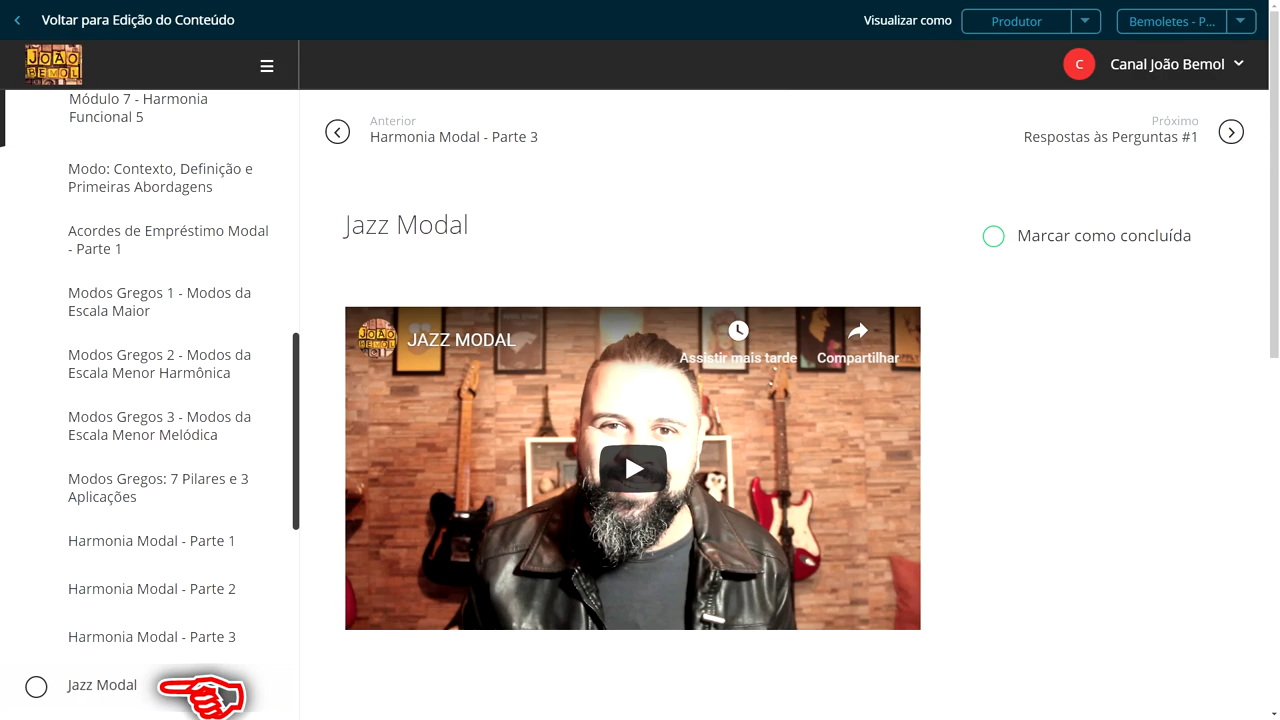 Voltar para Edição do Conteúdo
Visualizar como
Produtor
Bemoletes - P...
JOÃO
BEMOL
C
Canal João Bemol
Módulo 7 - Harmonia
Funcional 5
Modo: Contexto, Definição e
Primeiras Abordagens
Acordes de Empréstimo Modal
- Parte 1
Modos Gregos 1 - Modos da
Escala Maior
Modos Gregos 2 - Modos da
Escala Menor Harmônica
Modos Gregos 3 - Modos da
Escala Menor Melódica
Modos Gregos: 7 Pilares e 3
Aplicações
Harmonia Modal - Parte 1
Harmonia Modal - Parte 2
Harmonia Modal - Parte 3
Jazz Modal
Anterior
Harmonia Modal - Parte 3
Próximo
Respostas às Perguntas #1
Jazz Modal
Marcar como concluída
JOÃO
BEMOL
JAZZ MODAL
Assistir mais tarde
Compartilhar